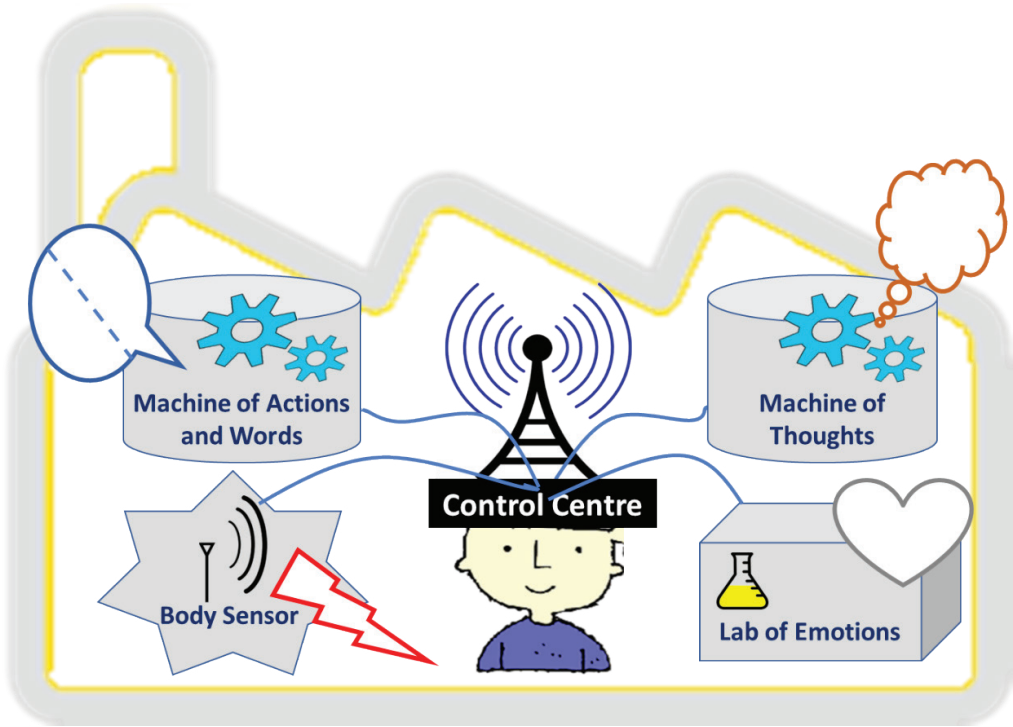 Machine of Actions
and Words
Machine of
Thoughts
Control Centre
Body Sensor
Lab of Emotions